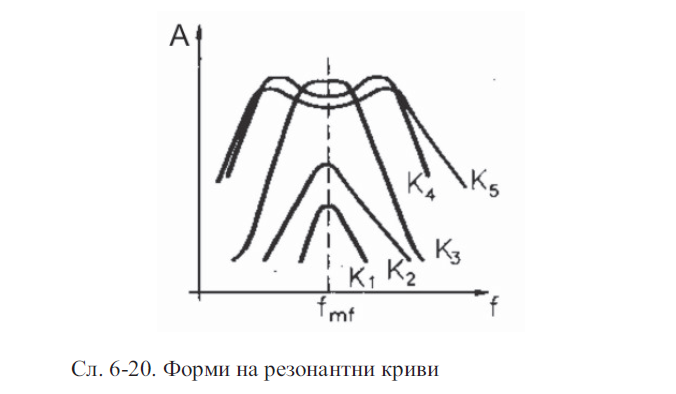 A
K₄ K₅
K₃
K₁ K₂
fmf f
Сл. 6-20. Форми на резонантни криви